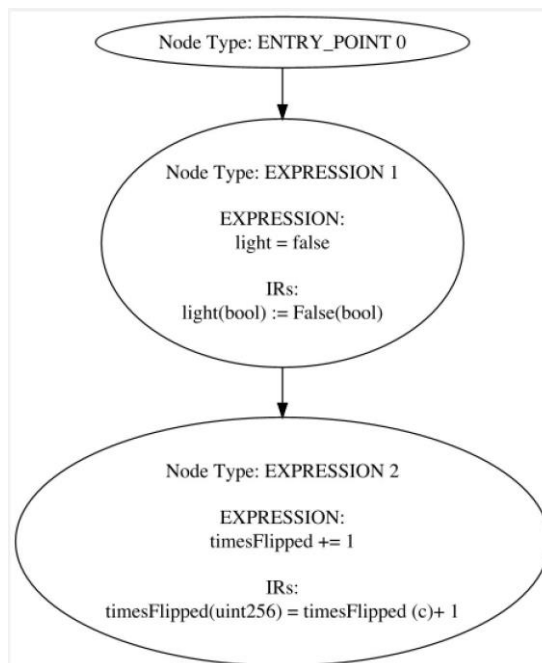 Node Type: ENTRY_POINT 0
Node Type: EXPRESSION 1
EXPRESSION:
light = false
IRs:
light(bool) := False(bool)
Node Type: EXPRESSION 2
EXPRESSION:
timesFlipped += 1
IRs:
timesFlipped(uint256) = timesFlipped (c)+ 1